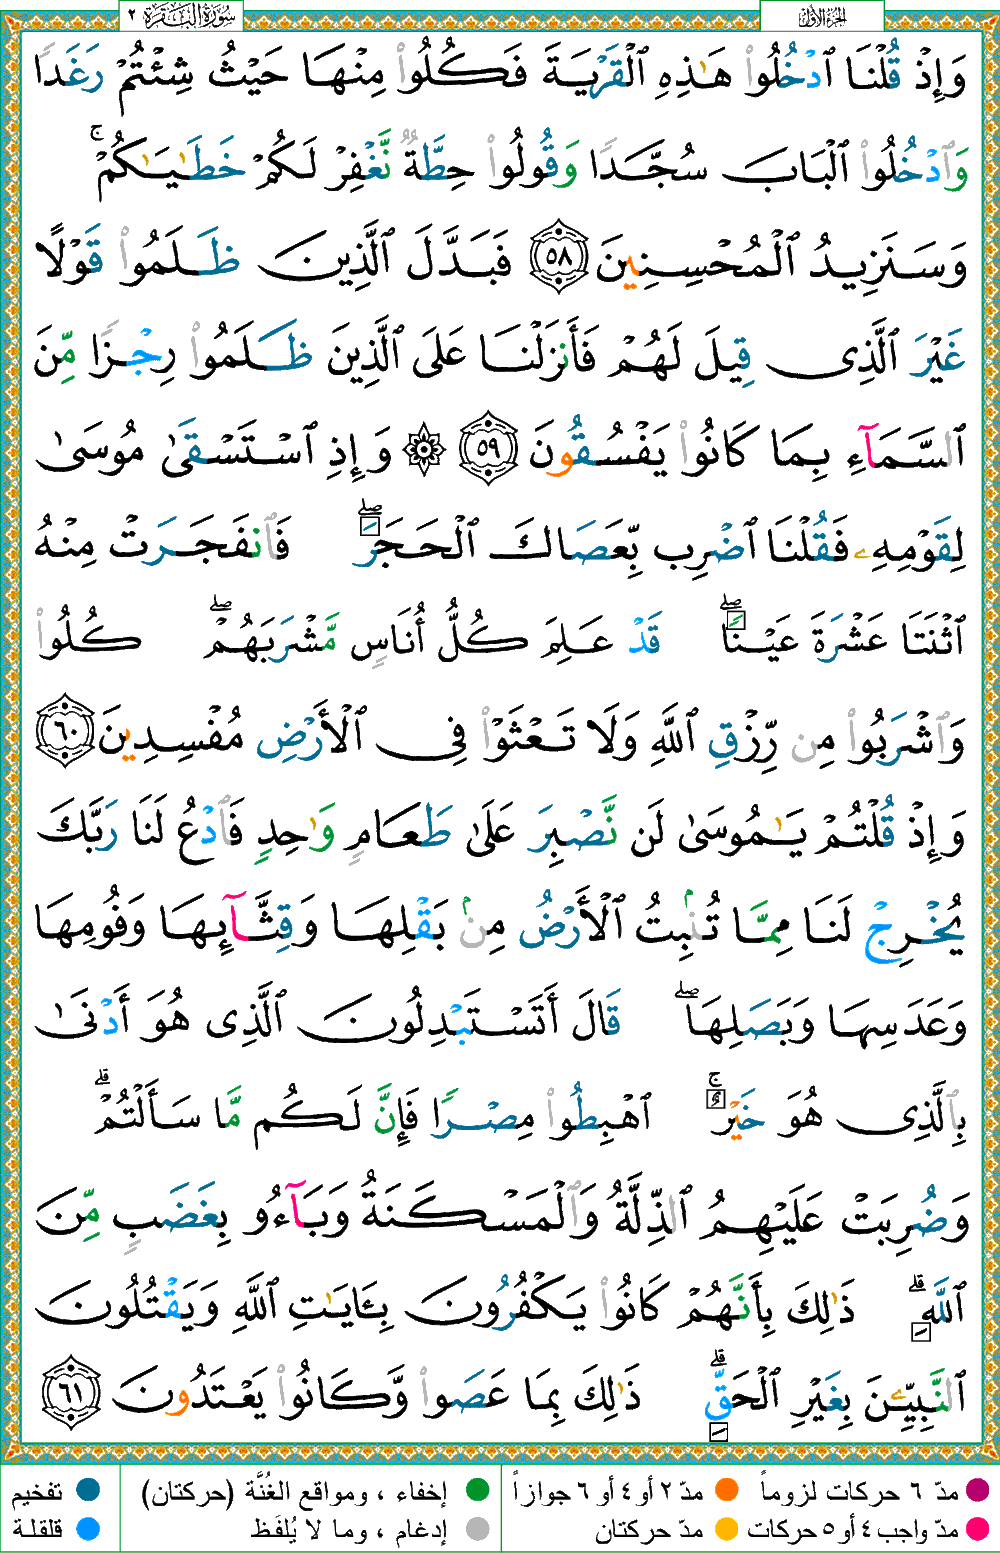 الجزء الأول
سُورَةُ الْبَقَرَة ٢
وَإِذْ قُلْنَا ٱدْخُلُوا۟ هَـٰذِهِ ٱلْقَرْيَةَ فَكُلُوا۟ مِنْهَا حَيْثُ شِئْتُمْ رَغَدًا
وَٱدْخُلُوا۟ ٱلْبَابَ سُجَّدًا وَقُولُوا۟ حِطَّةٌ نَّغْفِرْ لَكُمْ خَطَـٰيَـٰكُمْ ۚ
وَسَنَزِيدُ ٱلْمُحْسِنِينَ ٥٨ فَبَدَّلَ ٱلَّذِينَ ظَلَمُوا۟ قَوْلًا
غَيْرَ ٱلَّذِى قِيلَ لَهُمْ فَأَنزَلْنَا عَلَى ٱلَّذِينَ ظَلَمُوا۟ رِجْزًا مِّنَ
ٱلسَّمَآءِ بِمَا كَانُوا۟ يَفْسُقُونَ ٥٩ ۞ وَإِذِ ٱسْتَسْقَىٰ مُوسَىٰ
لِقَوْمِهِۦ فَقُلْنَا ٱضْرِب بِّعَصَاكَ ٱلْحَجَرَ ۖ فَٱنفَجَرَتْ مِنْهُ
ٱثْنَتَا عَشْرَةَ عَيْنًا ۖ قَدْ عَلِمَ كُلُّ أُنَاسٍ مَّشْرَبَهُمْ ۖ كُلُوا۟
وَٱشْرَبُوا۟ مِن رِّزْقِ ٱللَّهِ وَلَا تَعْثَوْا۟ فِى ٱلْأَرْضِ مُفْسِدِينَ ٦٠
وَإِذْ قُلْتُمْ يَـٰمُوسَىٰ لَن نَّصْبِرَ عَلَىٰ طَعَامٍ وَٰحِدٍ فَٱدْعُ لَنَا رَبَّكَ
يُخْرِجْ لَنَا مِمَّا تُنۢبِتُ ٱلْأَرْضُ مِنۢ بَقْلِهَا وَقِثَّآئِهَا وَفُومِهَا
وَعَدَسِهَا وَبَصَلِهَا ۖ قَالَ أَتَسْتَبْدِلُونَ ٱلَّذِى هُوَ أَدْنَىٰ
بِٱلَّذِى هُوَ خَيْرٌ ۚ ٱهْبِطُوا۟ مِصْرًا فَإِنَّ لَكُم مَّا سَأَلْتُمْ ۗ
وَضُرِبَتْ عَلَيْهِمُ ٱلذِّلَّةُ وَٱلْمَسْكَنَةُ وَبَآءُو بِغَضَبٍ مِّنَ
ٱللَّهِ ۗ ذَٰلِكَ بِأَنَّهُمْ كَانُوا۟ يَكْفُرُونَ بِـَٔايَـٰتِ ٱللَّهِ وَيَقْتُلُونَ
ٱلنَّبِيِّـۧنَ بِغَيْرِ ٱلْحَقِّ ۗ ذَٰلِكَ بِمَا عَصَوا۟ وَّكَانُوا۟ يَعْتَدُونَ ٦١
مدّ ٦ حركات لزوماً
مدّ ٢ أو ٤ أو ٦ جوازاً
إخفاء ، ومواقع الغُنَّة (حركتان)
تفخيم
مدّ واجب ٤ أو ٥ حركات
مدّ حركتان
إدغام ، وما لا يُلفَظ
قلقلة